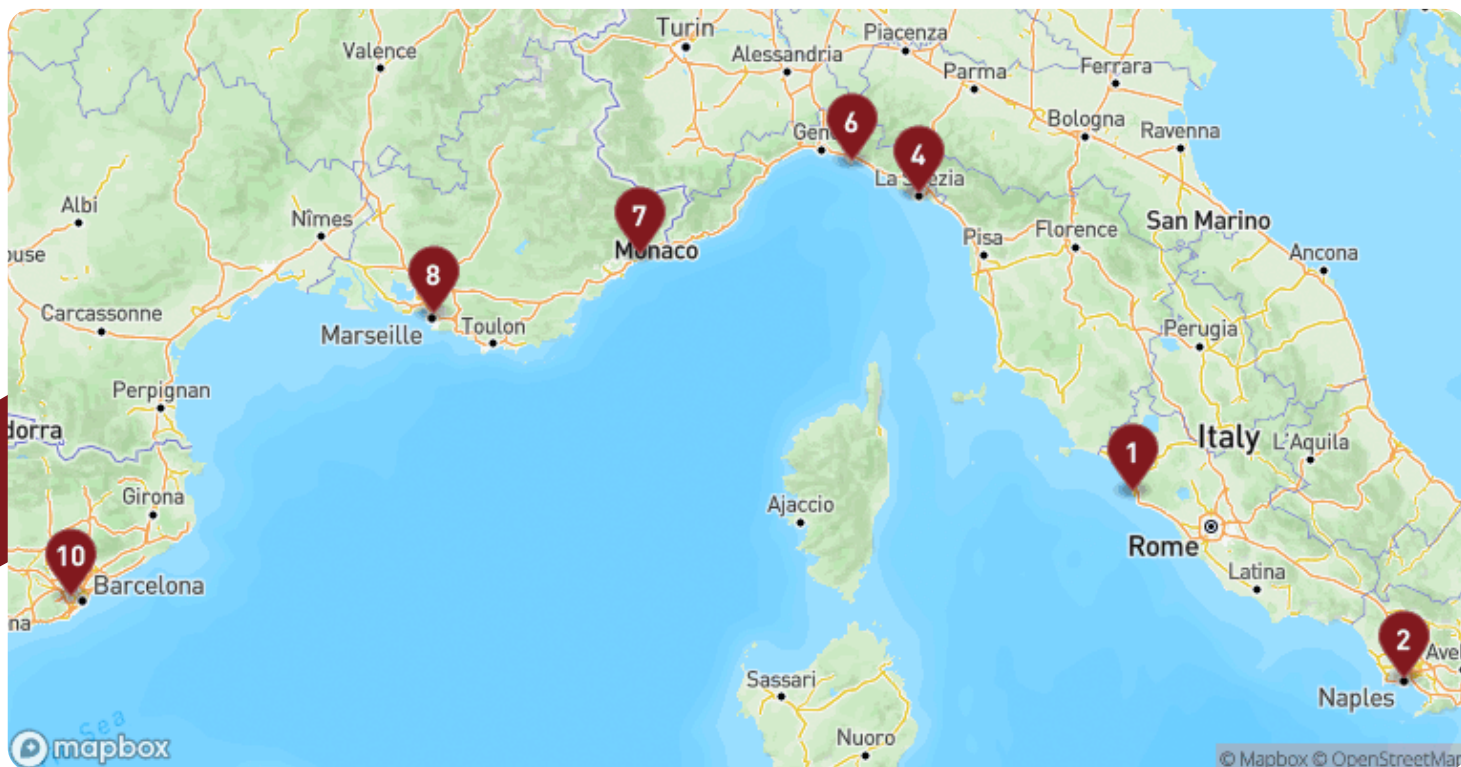 Turin
Piacenza
Valence
Alessandria
Parma
Ferrara
6
Bologna
Ravenna
4
Albi
Nîmes
7
San Marino
Pisa
Florence
Monaco
Ancona
8
Carcassonne
Marseille
Toulon
Perugia
Perpignan
1
Italy
L'Aquila
Girona
Ajaccio
Rome
10
Barcelona
Latina
2
Sassari
Naples
Sea
Nuoro
mapbox
© Mapbox © OpenStreetMap